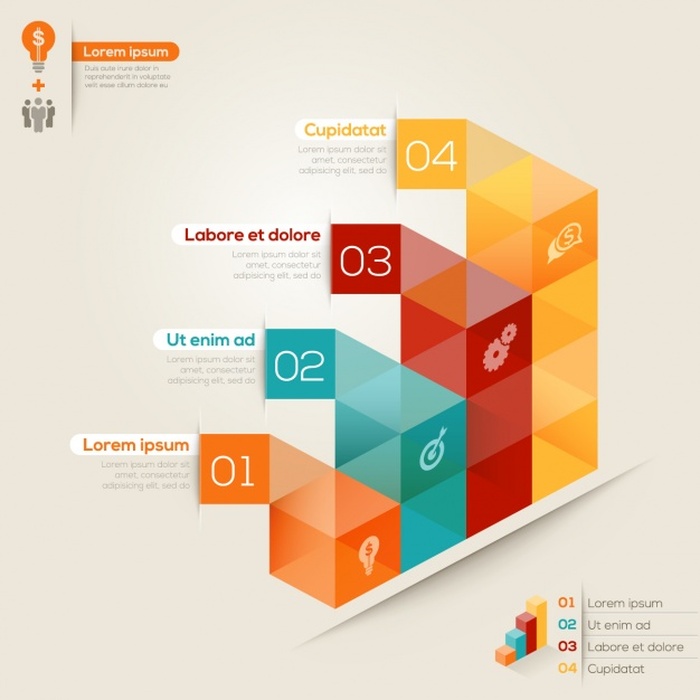 Lorem ipsum
Duis aute irure dolor in
reprehenderit in voluptate
velit esse cillum dolore eu
Cupidatat
Lorem ipsum dolor sit
amet, consectetur
adipisicing elit, sed do
04
Labore et dolore
Lorem ipsum dolor sit
amet, consectetur
adipisicing elit, sed do
03
Ut enim ad
Lorem ipsum dolor sit
amet, consectetur
adipisicing elit, sed do
02
Lorem ipsum
Lorem ipsum dolor sit
amet, consectetur
adipisicing elit, sed do
01
01 Lorem ipsum
02 Ut enim ad
03 Labore et dolore
04 Cupidatat